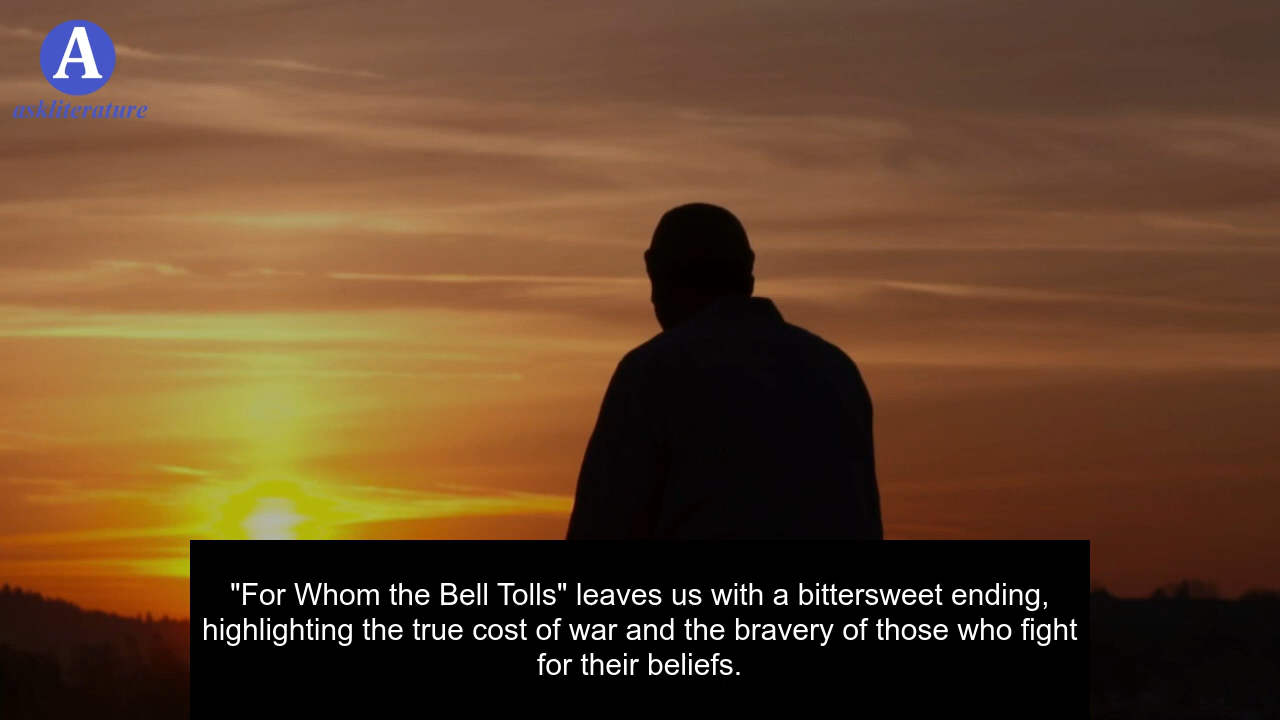 A
askliterature
"For Whom the Bell Tolls" leaves us with a bittersweet ending,
highlighting the true cost of war and the bravery of those who fight
for their beliefs.